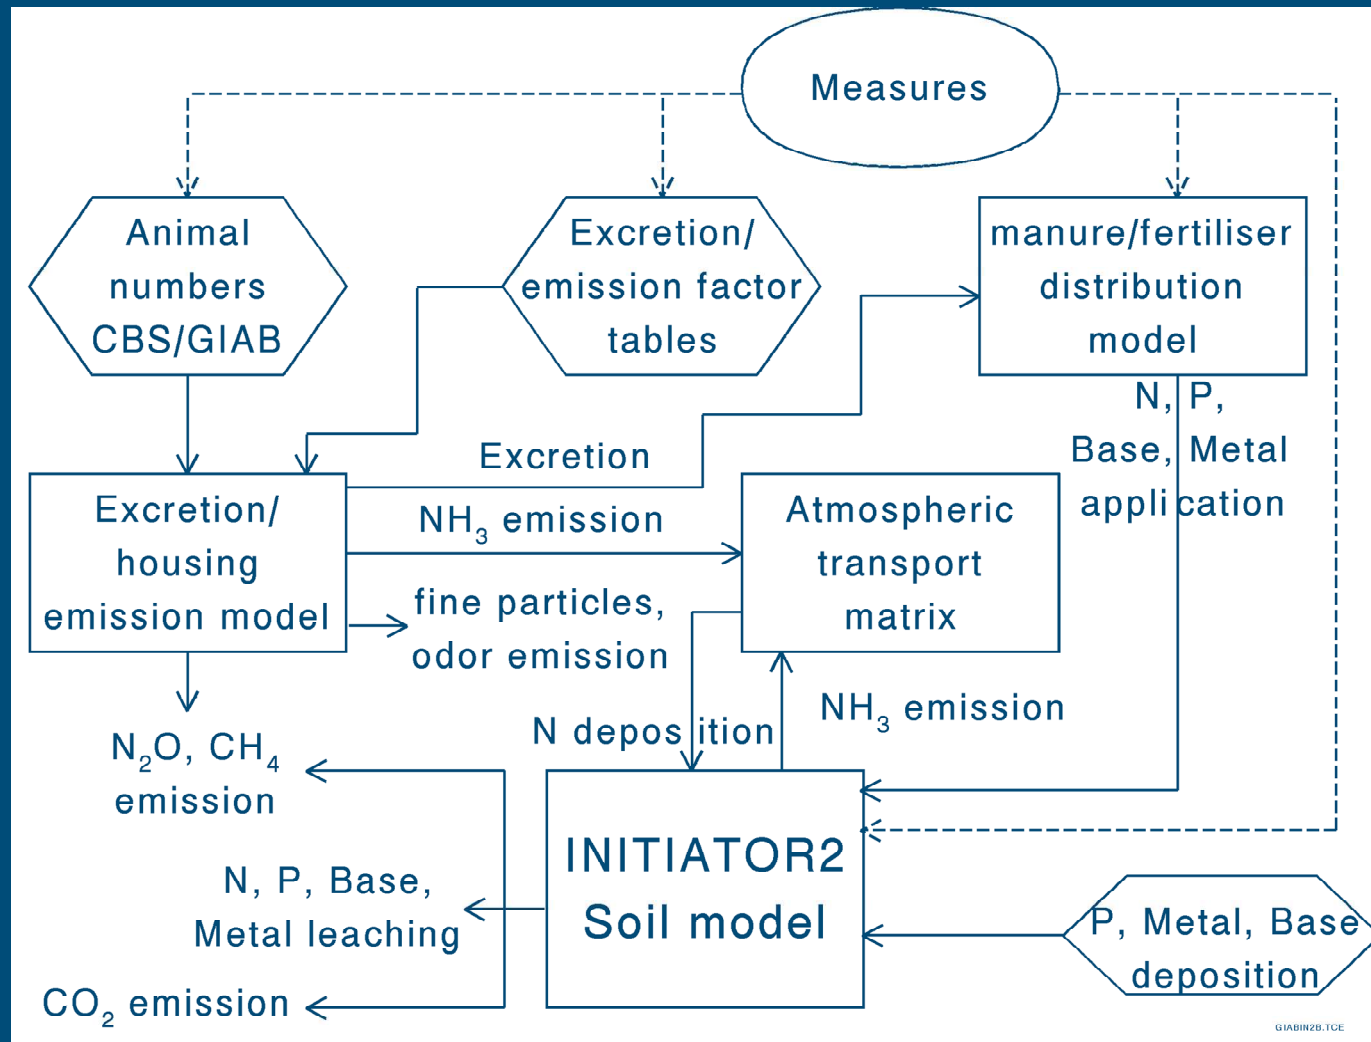 Measures
Animal
numbers
CBS/GIAB
Excretion/
emission factor
tables
manure/fertiliser
distribution
model
N, P,
Base, Metal
application
Excretion
Excretion/
housing
emission model
NH₃ emission
Atmospheric
transport
matrix
fine particles,
odor emission
NH₃ emission
N deposition
N₂O, CH₄
emission
INITIATOR2
Soil model
N, P, Base,
Metal leaching
P, Metal, Base
deposition
CO₂ emission
GIABIN2B.TCE